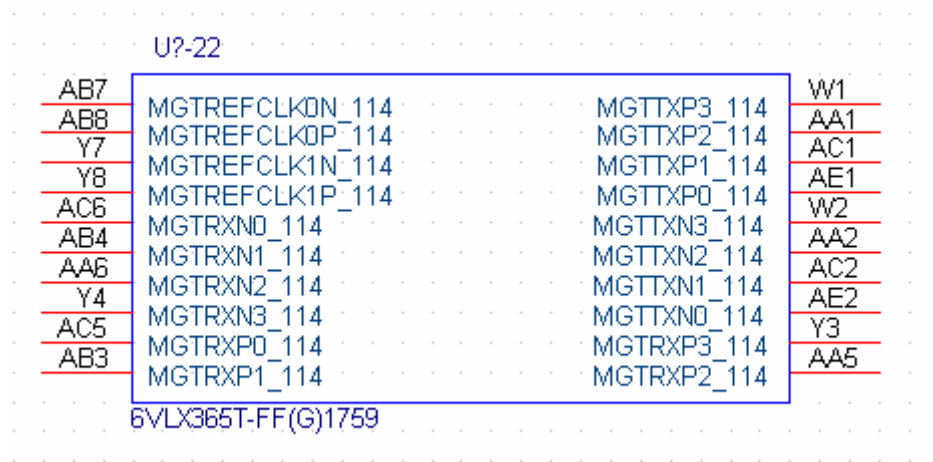 U?-22
AB7 MGTREFCLK0N_114 MGTTXP3_114 W1
AB8 MGTREFCLK0P_114 MGTTXP2_114 AA1
Y7 MGTREFCLK1N_114 MGTTXP1_114 AC1
Y8 MGTREFCLK1P_114 MGTTXP0_114 AE1
AC6 MGTRXN0_114 MGTTXN3_114 W2
AB4 MGTRXN1_114 MGTTXN2_114 AA2
AA6 MGTRXN2_114 MGTTXN1_114 AC2
Y4 MGTRXN3_114 MGTTXN0_114 AE2
AC5 MGTRXP0_114 MGTRXP3_114 Y3
AB3 MGTRXP1_114 MGTRXP2_114 AA5
6VLX365T-FF(G)1759